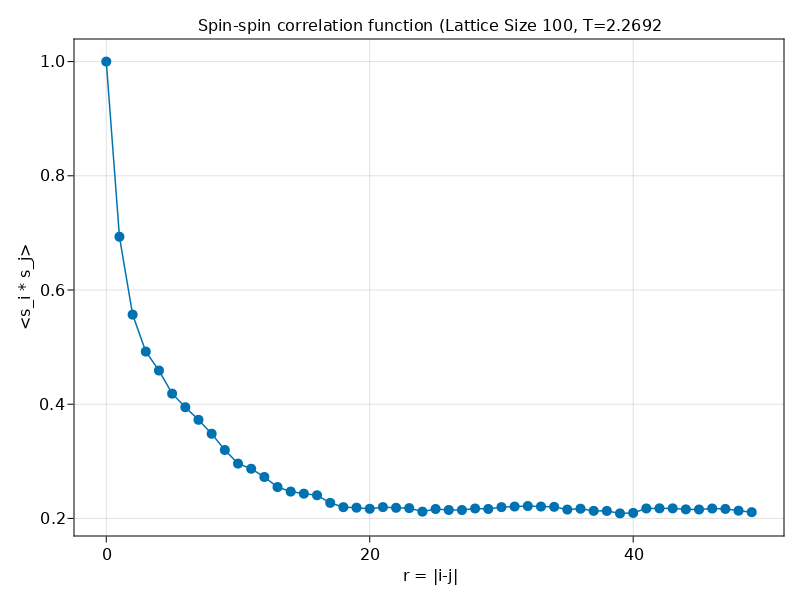 Spin-spin correlation function (Lattice Size 100, T=2.2692
1.0
0.8
0.6
0.4
0.2
<s_i * s_j>
0 20 40
r = |i-j|